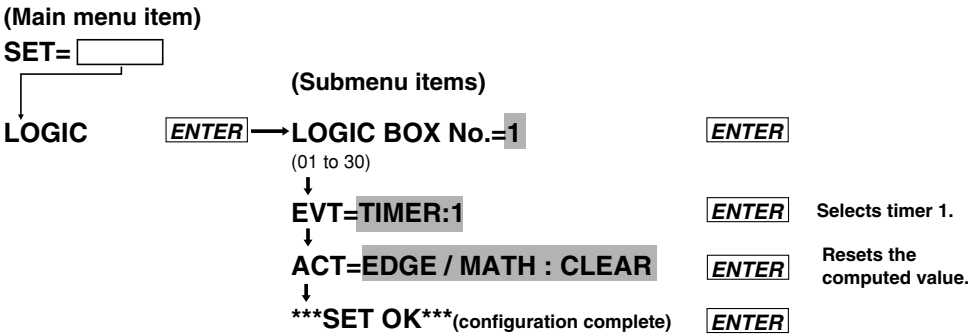 (Main menu item)
SET=
(Submenu items)
LOGIC ENTER LOGIC BOX No.=1 ENTER
(01 to 30)
EVT=TIMER:1 ENTER Selects timer 1.
ACT=EDGE / MATH : CLEAR ENTER Resets the
computed value.
***SET OK***(configuration complete) ENTER